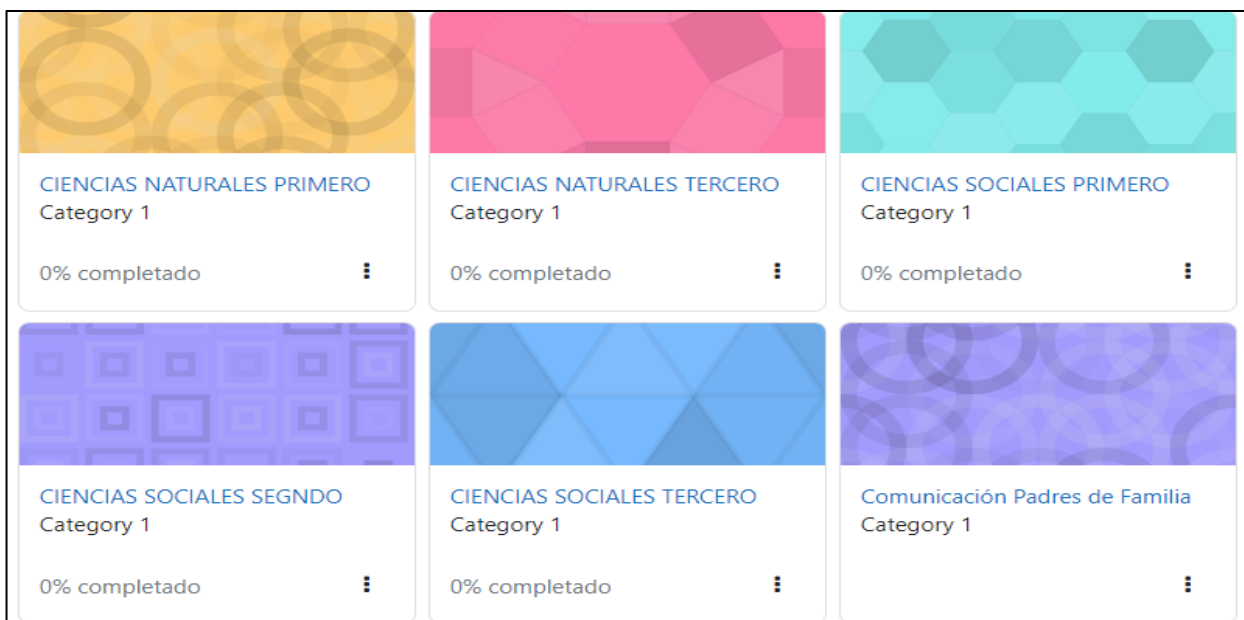 CIENCIAS NATURALES PRIMERO
Category 1
0% completado
CIENCIAS NATURALES TERCERO
Category 1
0% completado
CIENCIAS SOCIALES PRIMERO
Category 1
0% completado
CIENCIAS SOCIALES SEGNDO
Category 1
0% completado
CIENCIAS SOCIALES TERCERO
Category 1
0% completado
Comunicación Padres de Familia
Category 1